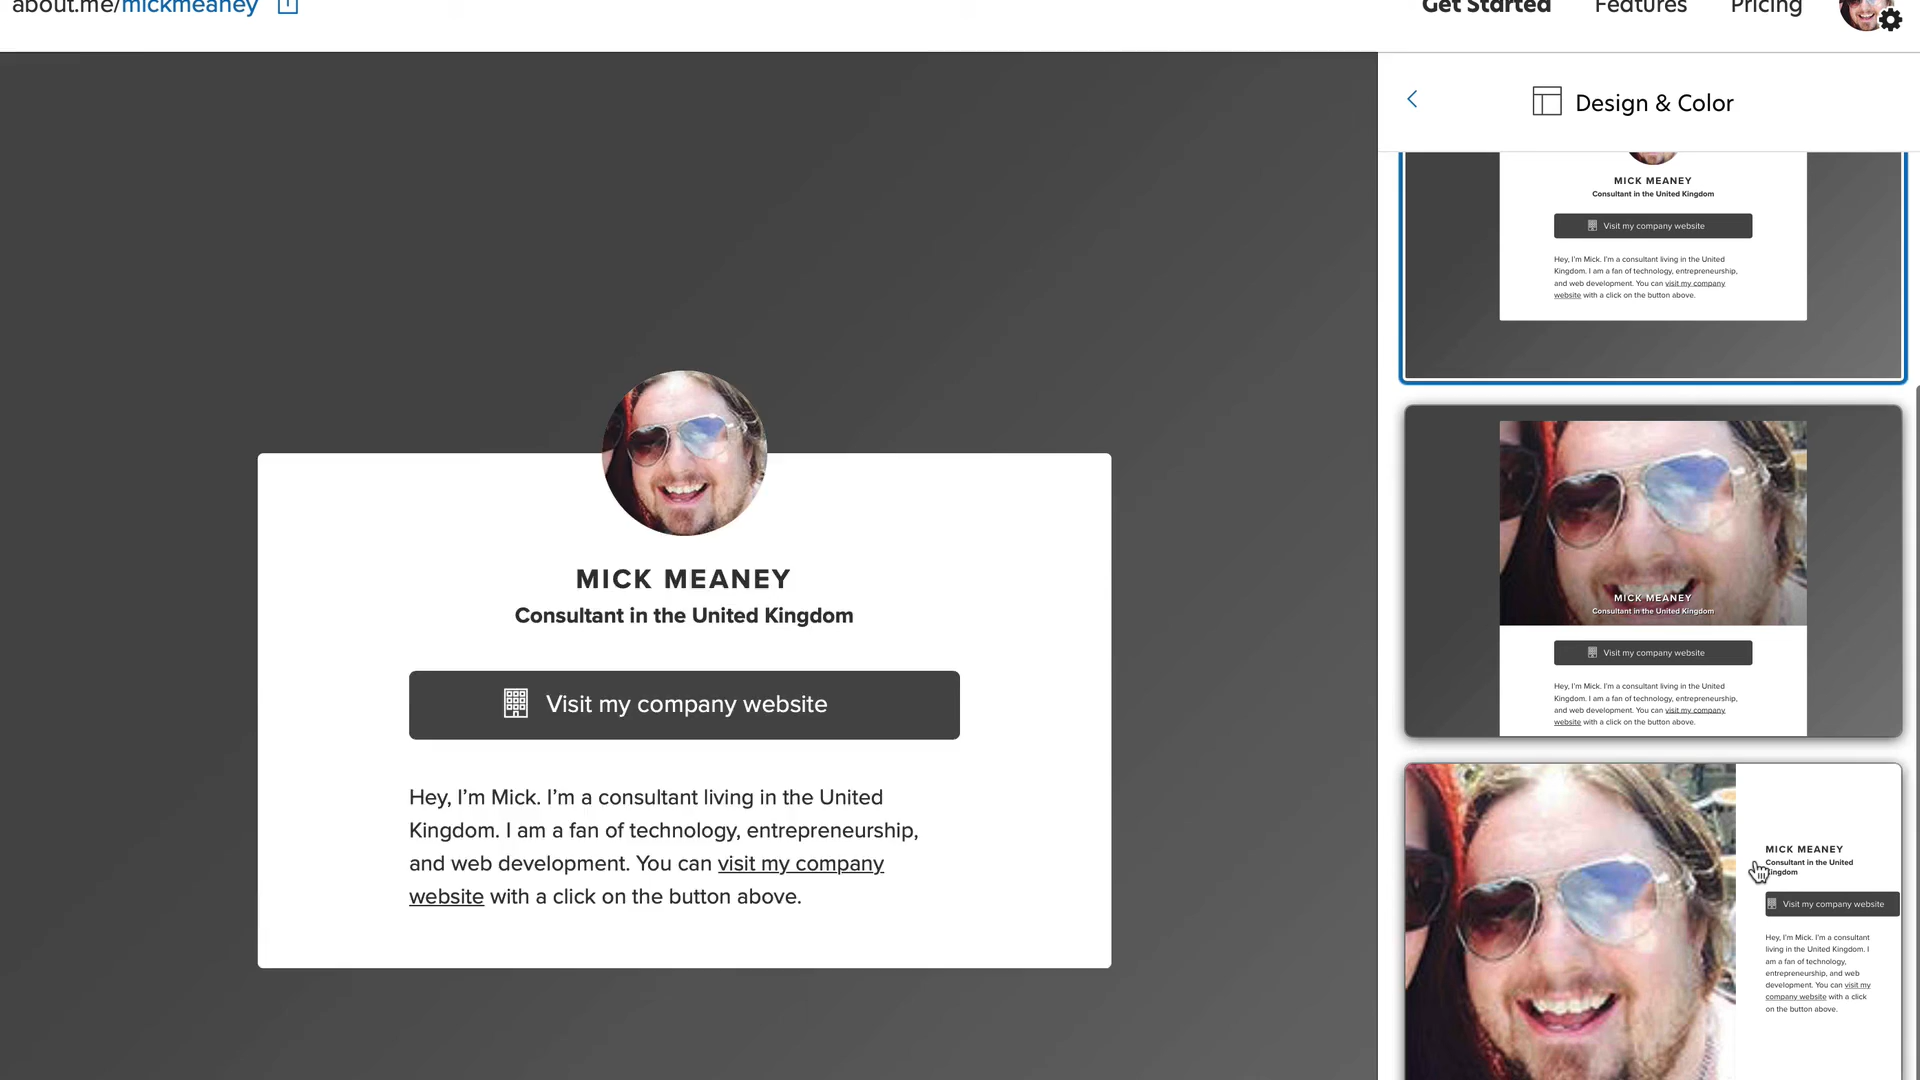 about.me/mickmeaney
Get Started
Features
Pricing
Design & Color
MICK MEANEY
Consultant in the United Kingdom
Visit my company website
Hey, I’m Mick. I’m a consultant living in the United
Kingdom. I am a fan of technology, entrepreneurship,
and web development. You can visit my company
website with a click on the button above.
MICK MEANEY
Consultant in the United Kingdom
Visit my company website
Hey, I’m Mick. I’m a consultant living in the United
Kingdom. I am a fan of technology, entrepreneurship,
and web development. You can visit my company
website with a click on the button above.
MICK MEANEY
Consultant in the United Kingdom
Visit my company website
Hey, I’m Mick. I’m a consultant living in the United
Kingdom. I am a fan of technology, entrepreneurship,
and web development. You can visit my company
website with a click on the button above.
MICK MEANEY
Consultant in the United
Kingdom
Visit my company website
Hey, I’m Mick. I’m a consultant
living in the United Kingdom. I
am a fan of technology,
entrepreneurship, and web
development. You can visit my
company website with a click
on the button above.